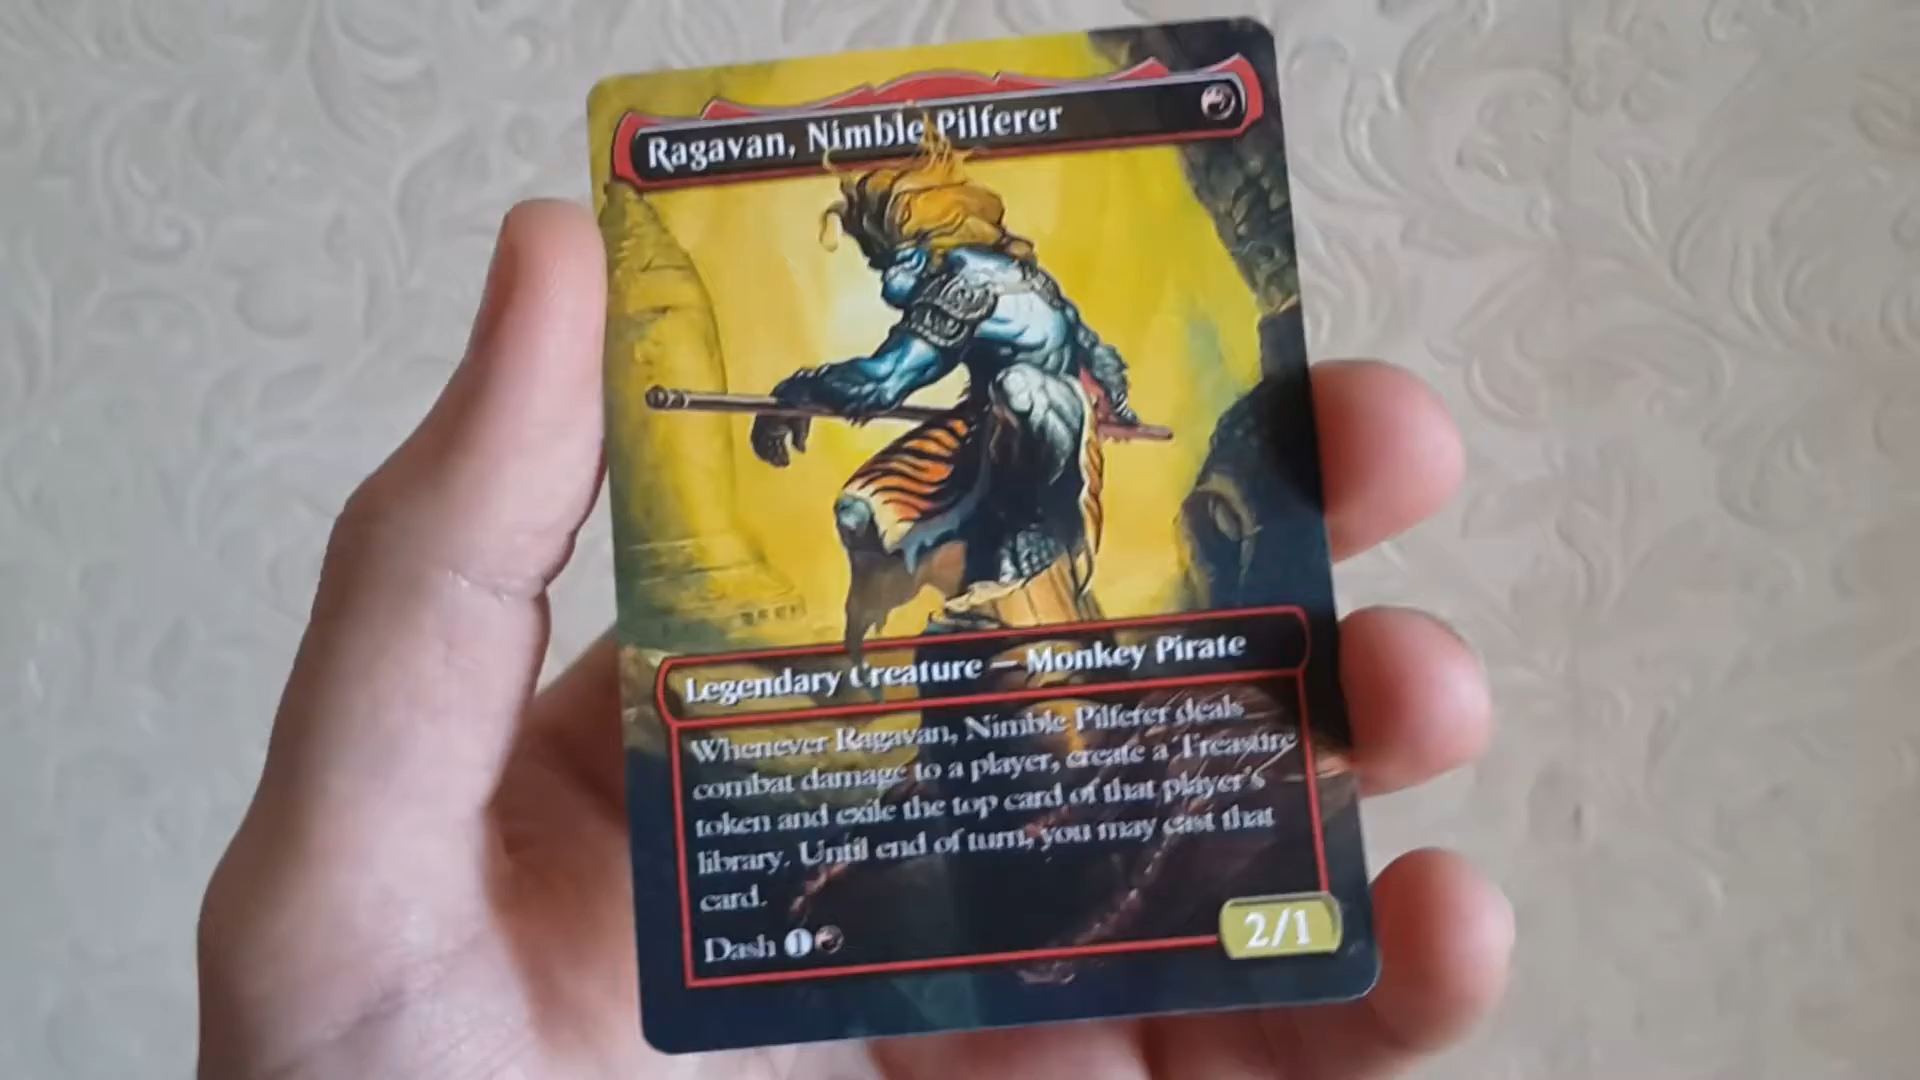 Ragavan, Nimble Pilferer
Legendary Creature — Monkey Pirate
Whenever Ragavan, Nimble Pilferer deals
combat damage to a player, create a Treasure
token and exile the top card of that player's
library. Until end of turn, you may cast that
card.
Dash 1
2/1